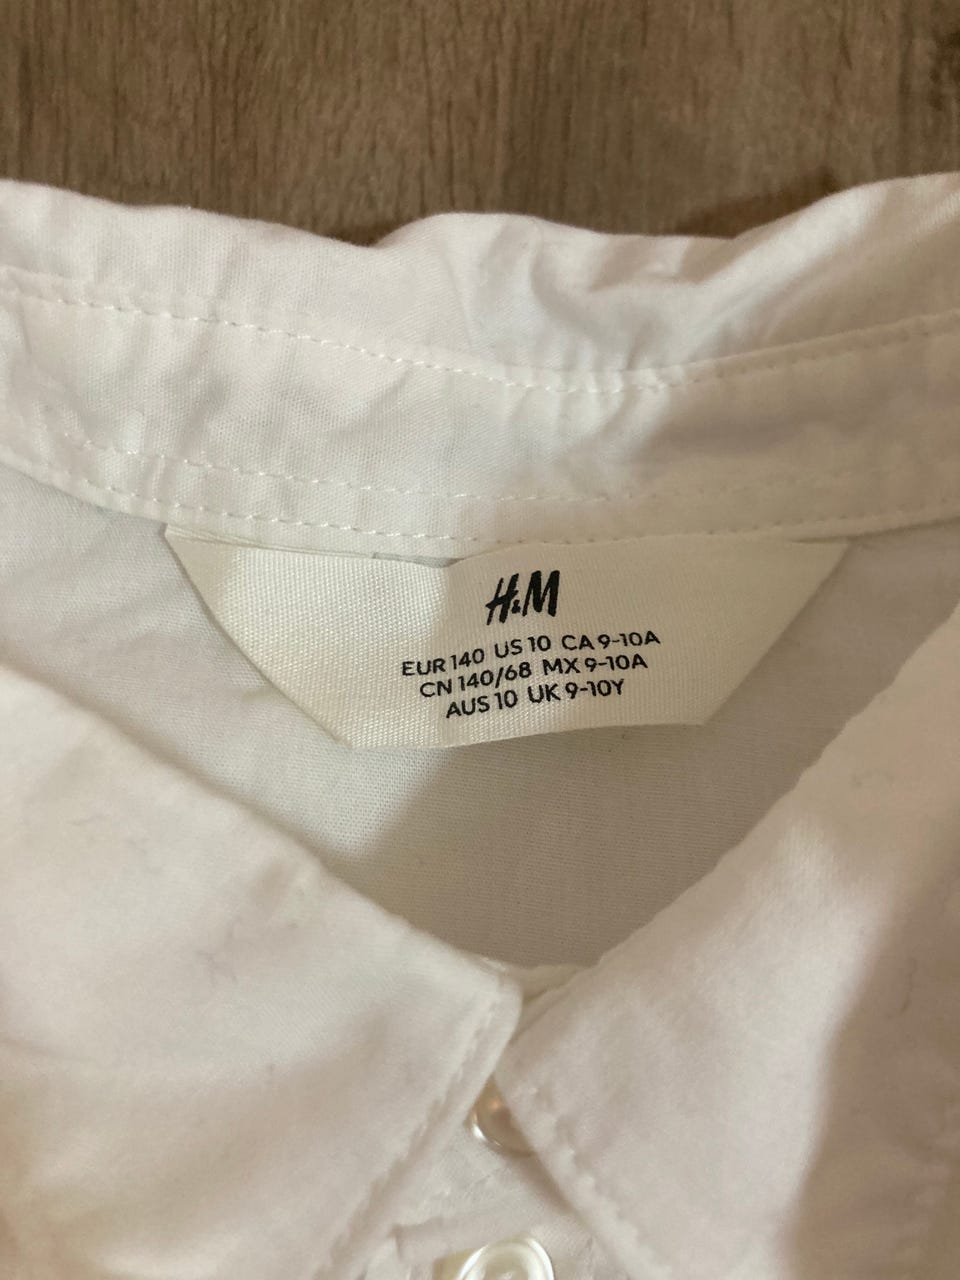 H&M
EUR 140 US 10 CA 9-10A
CN 140/68 MX 9-10A
AUS 10 UK 9-10Y